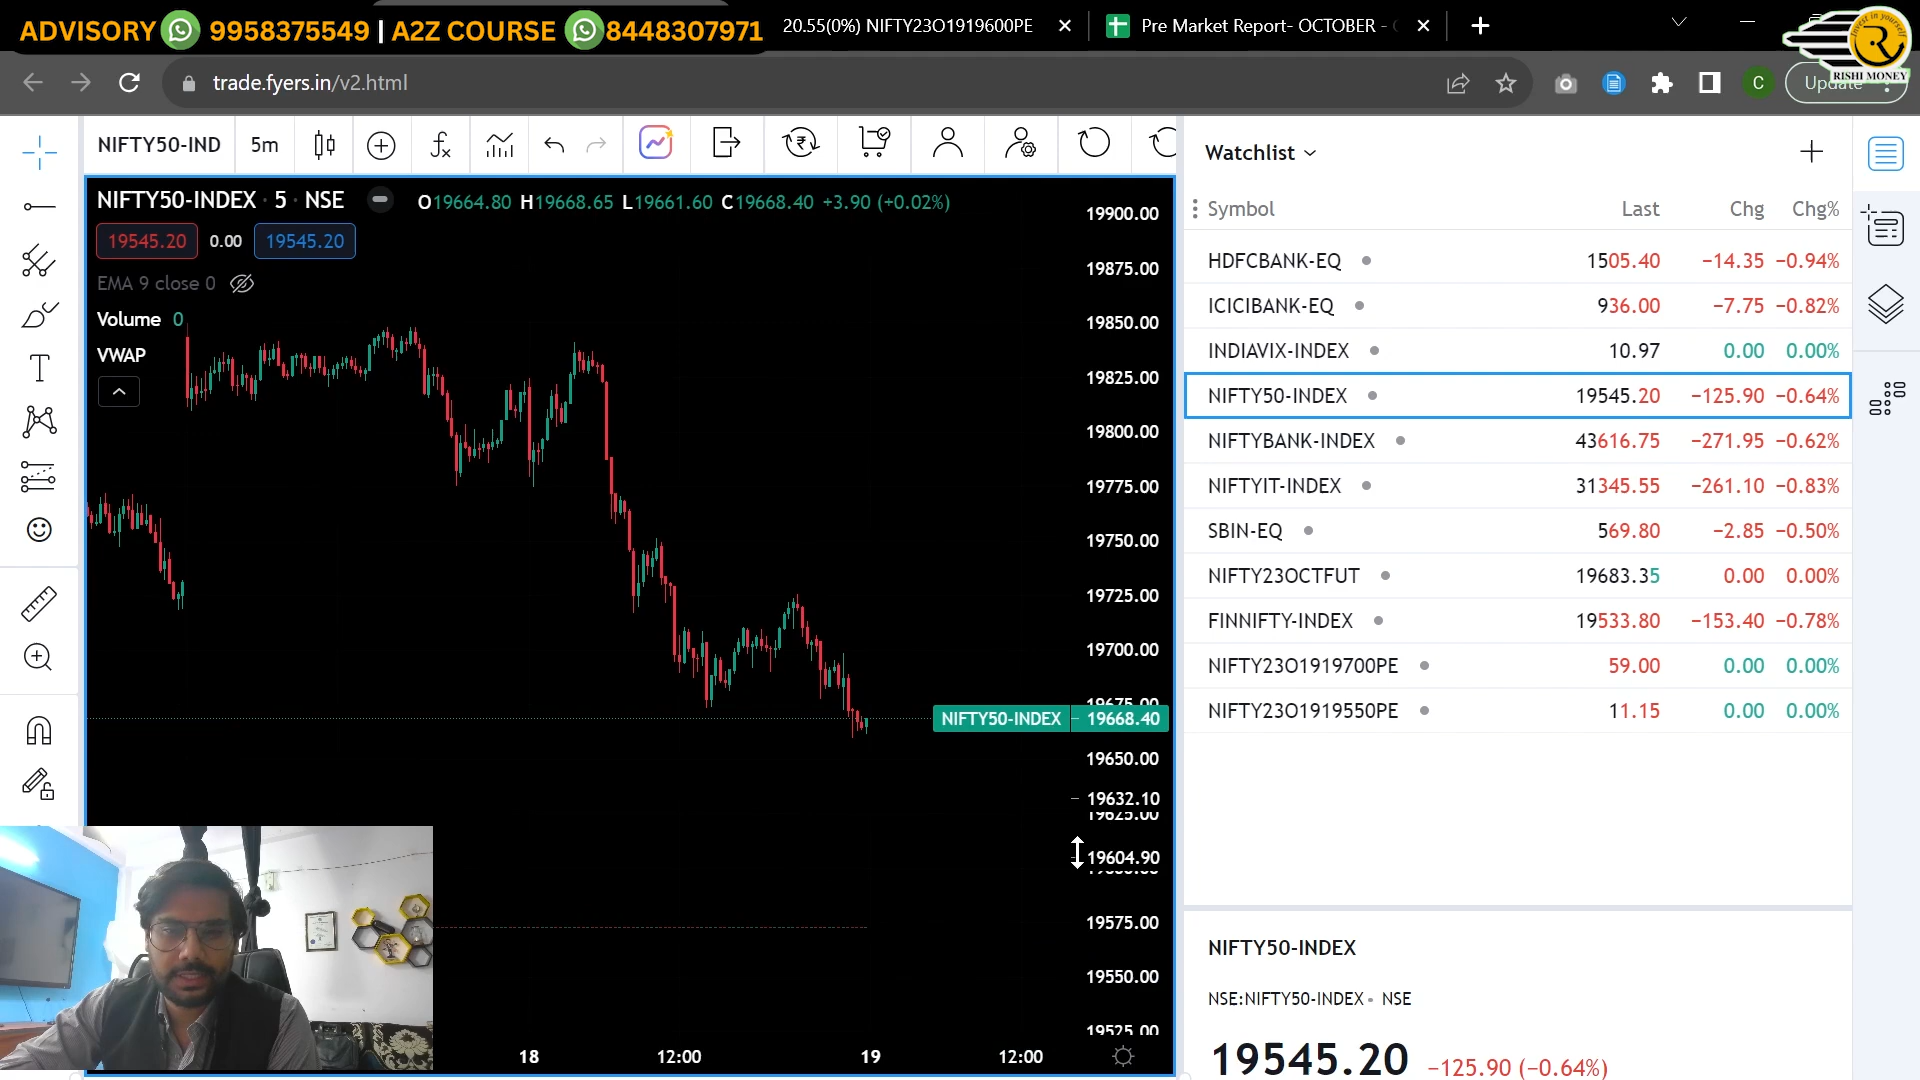 ADVISORY 9958375549 | A2Z COURSE 8448307971
20.55(0%) NIFTY23O1919600PE
Pre Market Report- OCTOBER -
Invest in yourself
R
RISHI MONEY
trade.fyers.in/v2.html
C
Update
NIFTY50-IND
5m
Watchlist
NIFTY50-INDEX · 5 · NSE
O19664.80 H19668.65 L19661.60 C19668.40 +3.90 (+0.02%)
19545.20
0.00
19545.20
EMA 9 close 0
Volume 0
VWAP
19900.00
19875.00
19850.00
19825.00
19800.00
19775.00
19750.00
19725.00
19700.00
19675.00
NIFTY50-INDEX
19668.40
19650.00
19632.10
19625.00
19604.90
19575.00
19550.00
19525.00
18
12:00
19
12:00
Symbol Last Chg Chg%
HDFCBANK-EQ 1505.40 −14.35 −0.94%
ICICIBANK-EQ 936.00 −7.75 −0.82%
INDIAVIX-INDEX 10.97 0.00 0.00%
NIFTY50-INDEX 19545.20 −125.90 −0.64%
NIFTYBANK-INDEX 43616.75 −271.95 −0.62%
NIFTYIT-INDEX 31345.55 −261.10 −0.83%
SBIN-EQ 569.80 −2.85 −0.50%
NIFTY23OCTFUT 19683.35 0.00 0.00%
FINNIFTY-INDEX 19533.80 −153.40 −0.78%
NIFTY23O1919700PE 59.00 0.00 0.00%
NIFTY23O1919550PE 11.15 0.00 0.00%
NIFTY50-INDEX
NSE:NIFTY50-INDEX • NSE
19545.20 −125.90 (−0.64%)